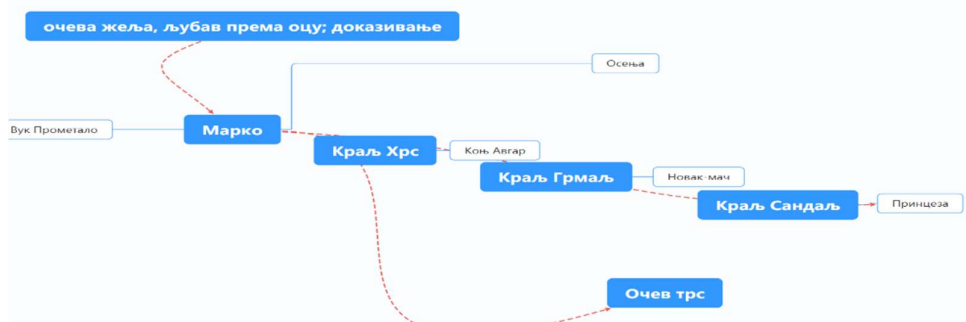 очева жеља, љубав према оцу; доказивање
Осења
Вук Прометало
Марко
Краљ Хрс
Коњ Авгар
Краљ Грмаљ
Новак-мач
Краљ Сандаљ
Принцеза
Очев трс